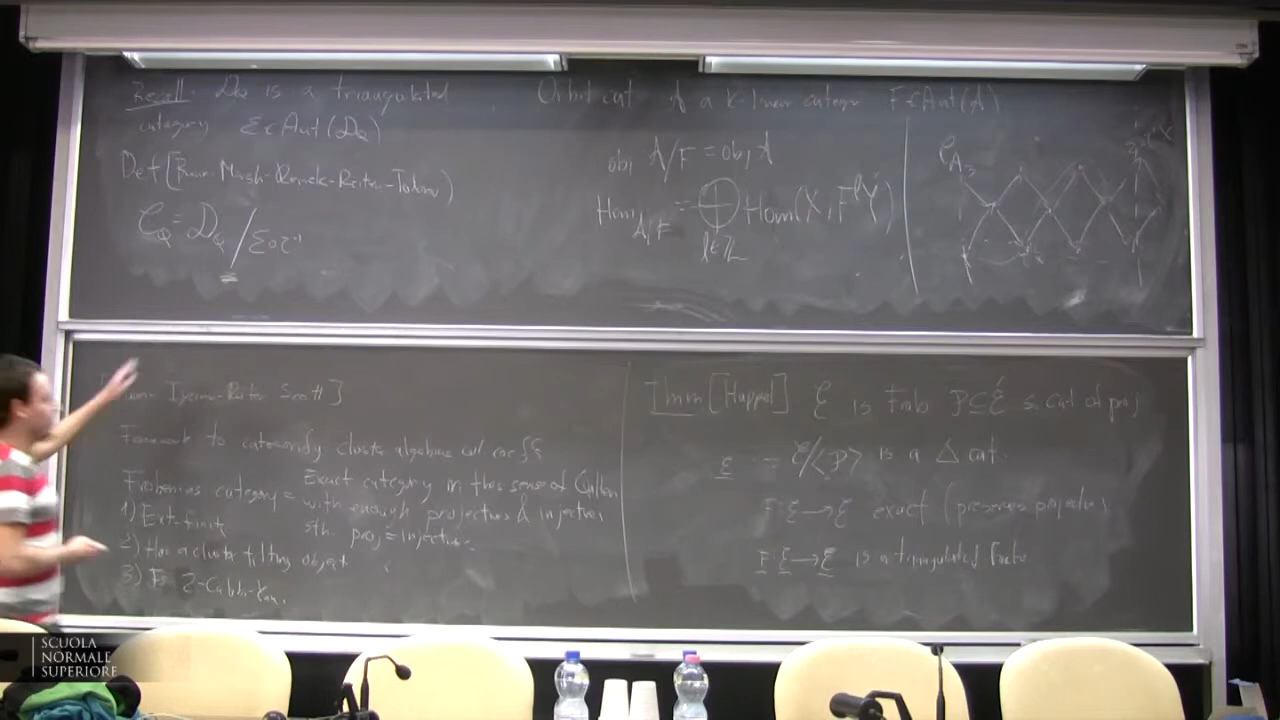 Recall: D_Q is a triangulated
category Σ∈Aut(D_Q)
Def [Buan-Marsh-Reineke-Reiten-Todorov)
C_Q = D_Q / Σ∘τ⁻¹
Orbit cat A a k-linear category F∈Aut(A)
obj A/F = obj A
Hom_{A/F} = ⊕_{l∈Z} Hom(X, F^l Y)
C_{A_3}
Iyama-Reiten Scott]
Framework to categorify cluster algebras w/ coeffs
Frobenius category = Exact category in the sense of Quillen
with enough projectives & injectives
sth. proj = injectives
1) Ext-finite
2) Has a cluster tilting object
3) Is 2-Calabi-Yau.
Thm [Happel] E is Frob P⊆E s.cat of proj
E := E/<P> is a Δ cat.
F: E→E exact (preserves projectives
F: E→E is a triangulated functor
SCUOLA
NORMALE
SUPERIORE